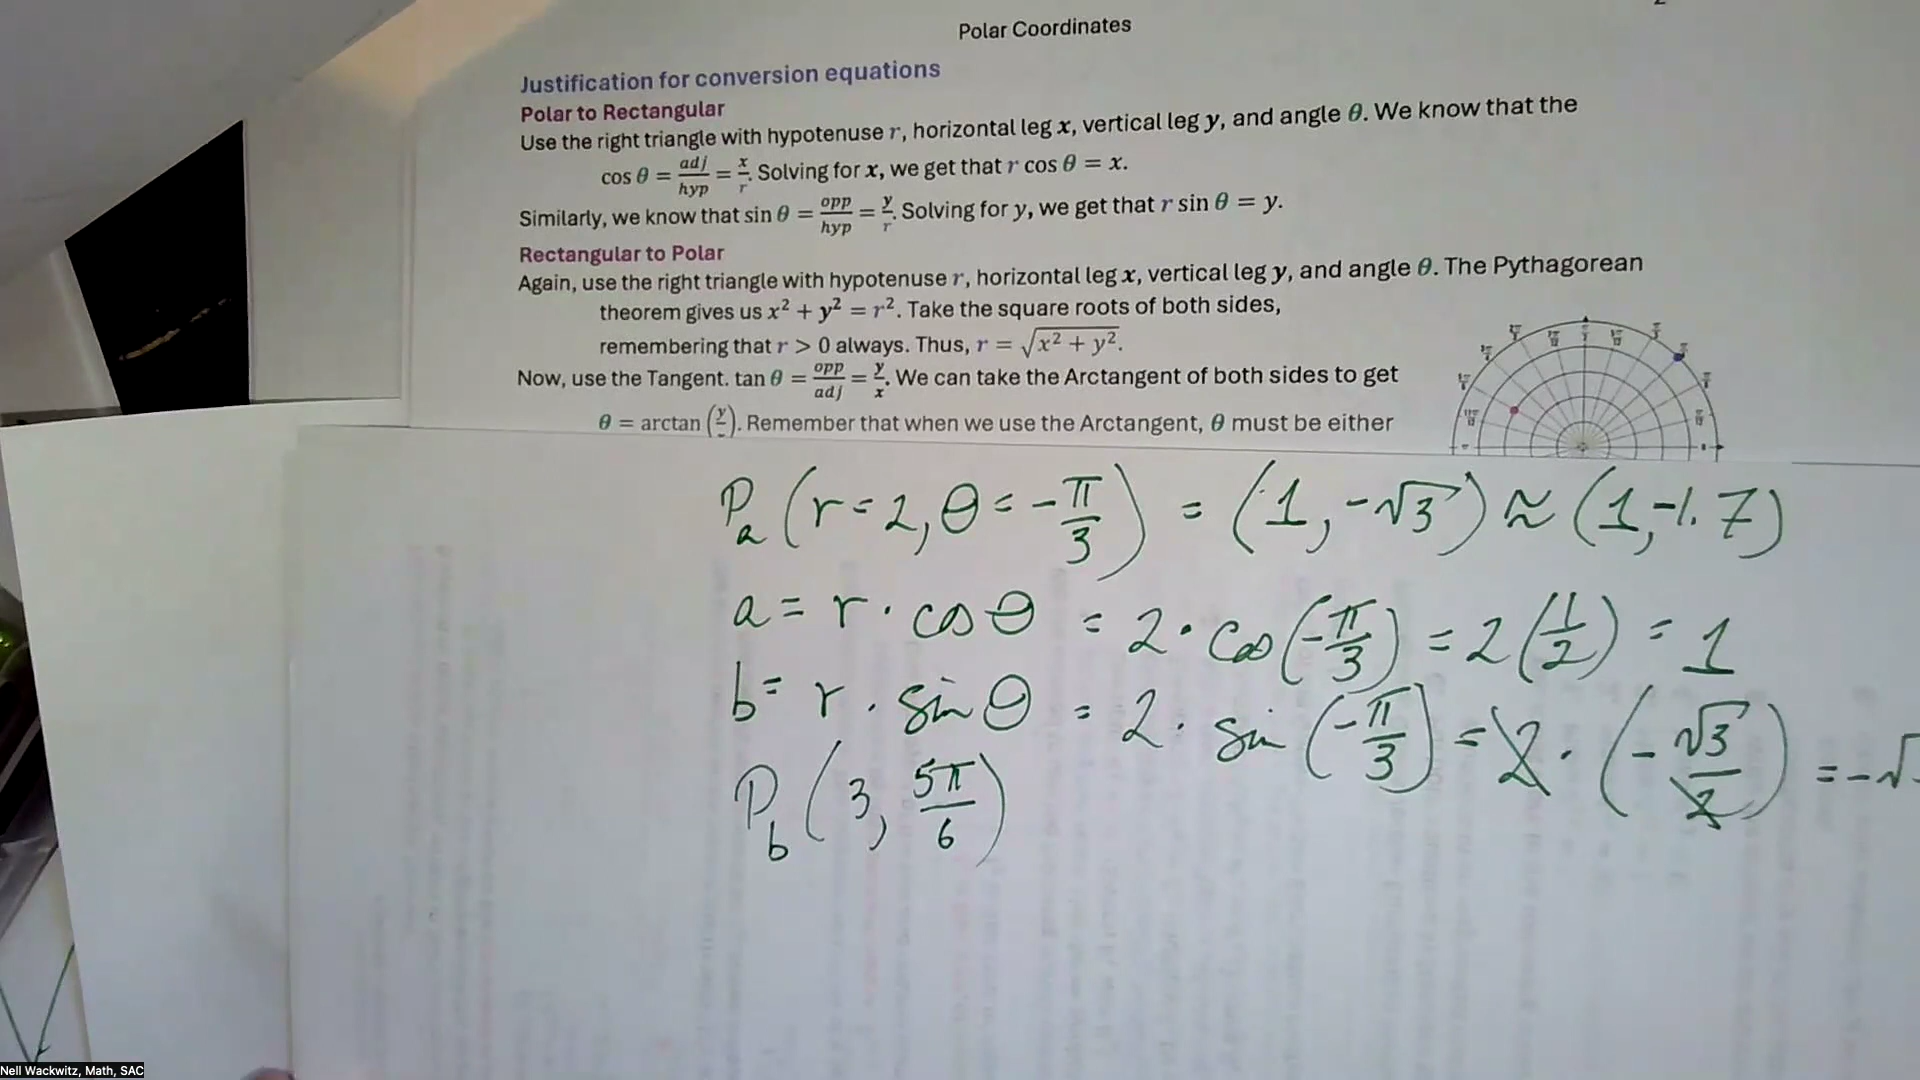 Polar Coordinates
Justification for conversion equations
Polar to Rectangular
Use the right triangle with hypotenuse r, horizontal leg x, vertical leg y, and angle θ. We know that the
cos θ = adj/hyp = x/r. Solving for x, we get that r cos θ = x.
Similarly, we know that sin θ = opp/hyp = y/r. Solving for y, we get that r sin θ = y.
Rectangular to Polar
Again, use the right triangle with hypotenuse r, horizontal leg x, vertical leg y, and angle θ. The Pythagorean
theorem gives us x² + y² = r². Take the square roots of both sides,
remembering that r > 0 always. Thus, r = √(x² + y²).
Now, use the Tangent. tan θ = opp/adj = y/x. We can take the Arctangent of both sides to get
θ = arctan (y/). Remember that when we use the Arctangent, θ must be either
P_a (r = 2, θ = -π/3) = (1, -√3) ≈ (1, -1.7)
a = r · cos θ = 2 · cos(-π/3) = 2(1/2) = 1
b = r · sin θ = 2 · sin(-π/3) = 2 · (-√3/2) = -√
P_b (3, 5π/6)
Nell Wackwitz, Math, SAC